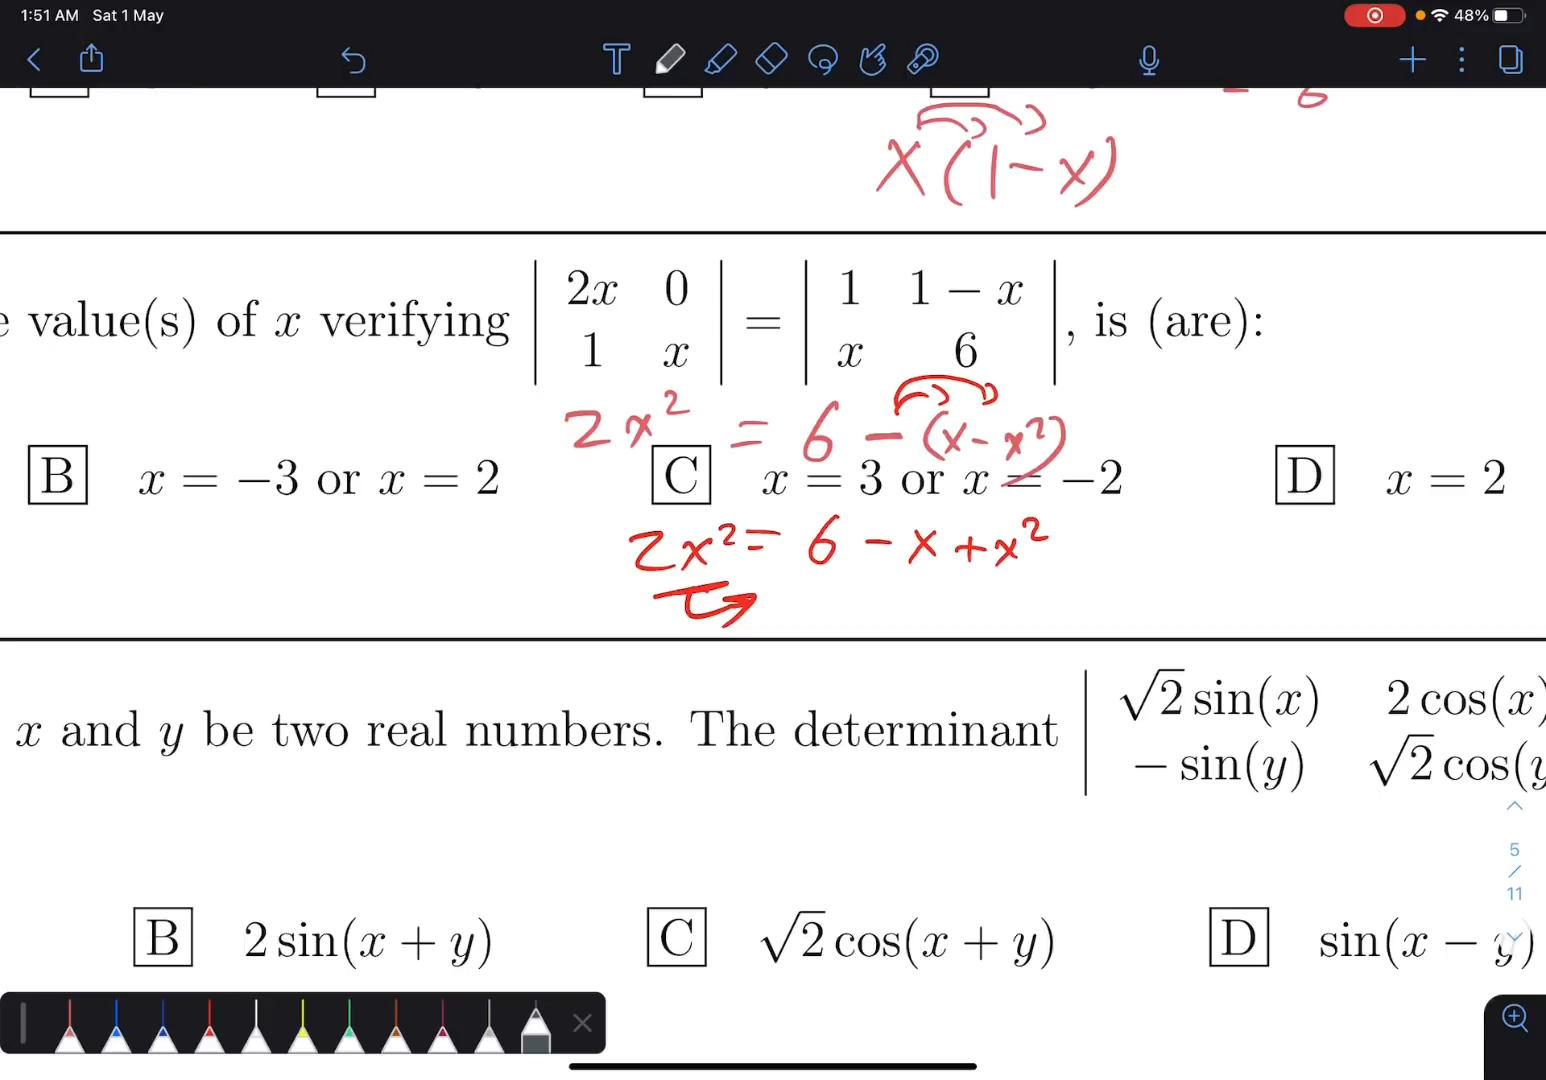 1:51 AM Sat 1 May 48%
6
x(1-x)
value(s) of x verifying | 2x 0 | = | 1 1 − x |, is (are):
| 1 x | | x 6 |
2x² = 6 - (x - x²)
B x = −3 or x = 2 C x = 3 or x = −2 D x = 2
2x² = 6 - x + x²
x and y be two real numbers. The determinant | √2 sin(x) 2 cos(x)
− sin(y) √2 cos(y
5
/
11
B 2 sin(x + y) C √2 cos(x + y) D sin(x − y)